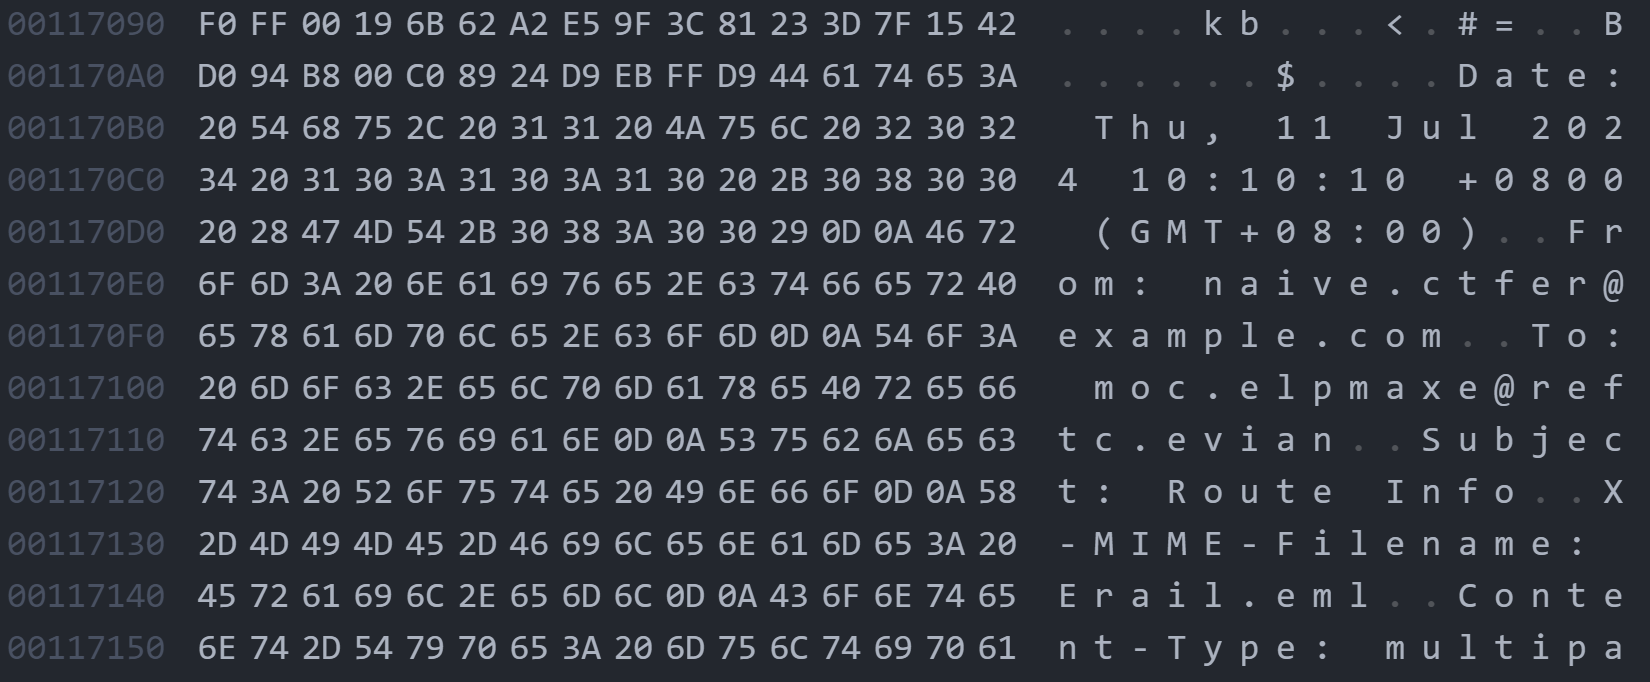 00117090 F0 FF 00 19 6B 62 A2 E5 9F 3C 81 23 3D 7F 15 42 . . . . k b . . . < . # = . . B
001170A0 D0 94 B8 00 C0 89 24 D9 EB FF D9 44 61 74 65 3A . . . . . . $ . . . . D a t e :
001170B0 20 54 68 75 2C 20 31 31 20 4A 75 6C 20 32 30 32   T h u ,   1 1   J u l   2 0 2
001170C0 34 20 31 30 3A 31 30 3A 31 30 20 2B 30 38 30 30 4   1 0 : 1 0 : 1 0   + 0 8 0 0
001170D0 20 28 47 4D 54 2B 30 38 3A 30 30 29 0D 0A 46 72   ( G M T + 0 8 : 0 0 ) . . F r
001170E0 6F 6D 3A 20 6E 61 69 76 65 2E 63 74 66 65 72 40 o m :   n a i v e . c t f e r @
001170F0 65 78 61 6D 70 6C 65 2E 63 6F 6D 0D 0A 54 6F 3A e x a m p l e . c o m . . T o :
00117100 20 6D 6F 63 2E 65 6C 70 6D 61 78 65 40 72 65 66   m o c . e l p m a x e @ r e f
00117110 74 63 2E 65 76 69 61 6E 0D 0A 53 75 62 6A 65 63 t c . e v i a n . . S u b j e c
00117120 74 3A 20 52 6F 75 74 65 20 49 6E 66 6F 0D 0A 58 t :   R o u t e   I n f o . . X
00117130 2D 4D 49 4D 45 2D 46 69 6C 65 6E 61 6D 65 3A 20 - M I M E - F i l e n a m e :
00117140 45 72 61 69 6C 2E 65 6D 6C 0D 0A 43 6F 6E 74 65 E r a i l . e m l . . C o n t e
00117150 6E 74 2D 54 79 70 65 3A 20 6D 75 6C 74 69 70 61 n t - T y p e :   m u l t i p a